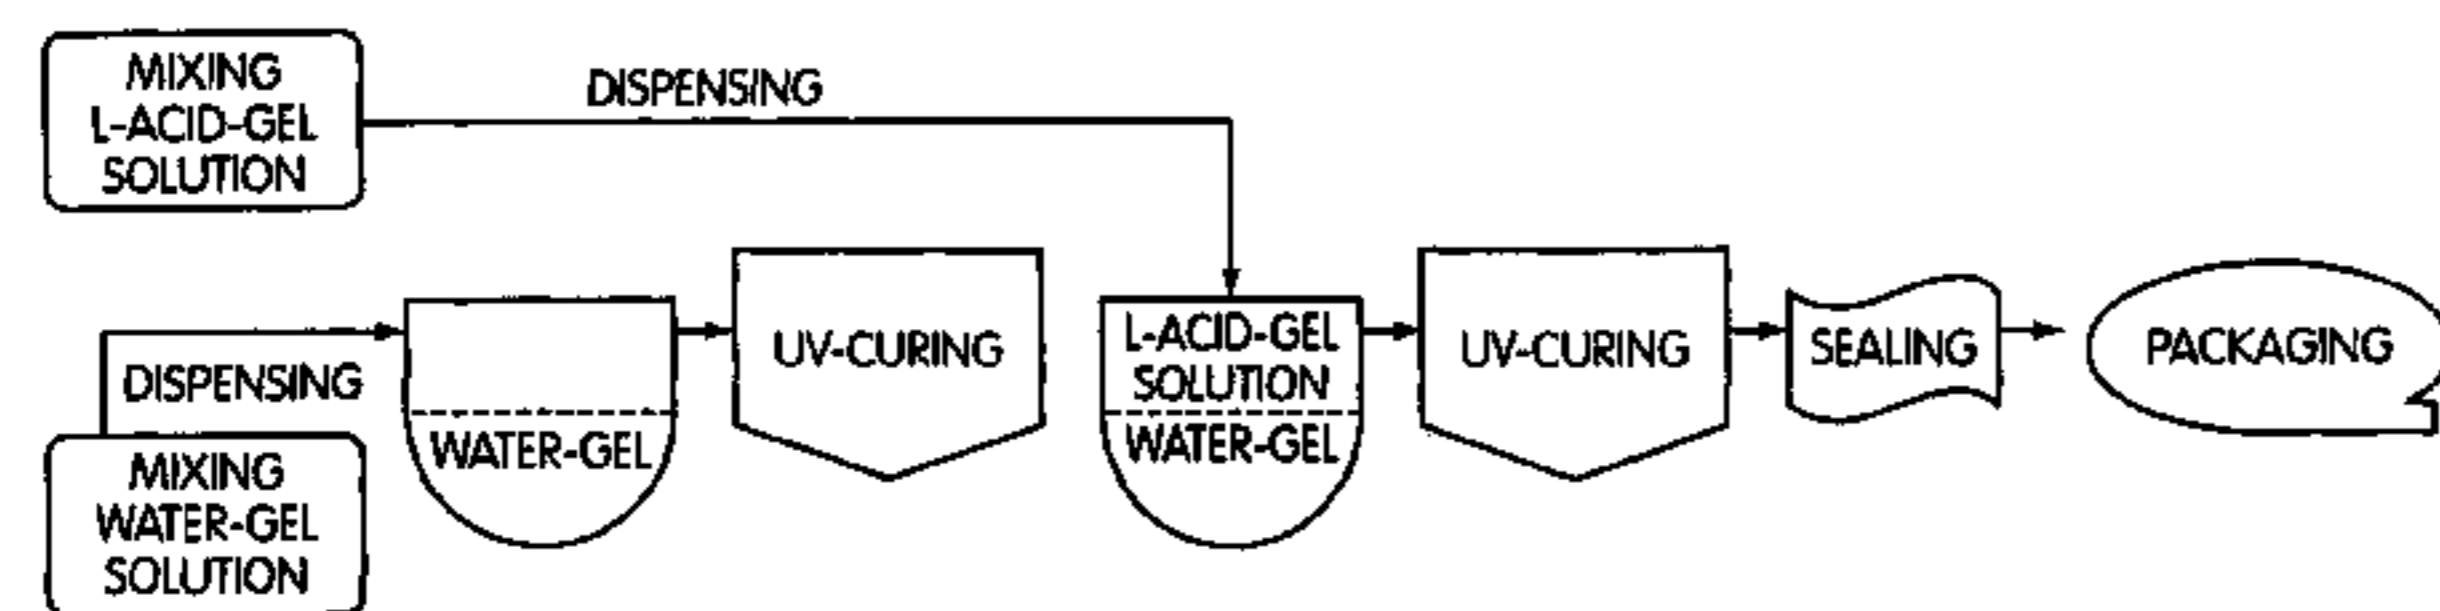 MIXING
L-ACID-GEL
SOLUTION
DISPENSING
MIXING
WATER-GEL
SOLUTION
DISPENSING
WATER-GEL
UV-CURING
L-ACID-GEL
SOLUTION
WATER-GEL
UV-CURING
SEALING
PACKAGING